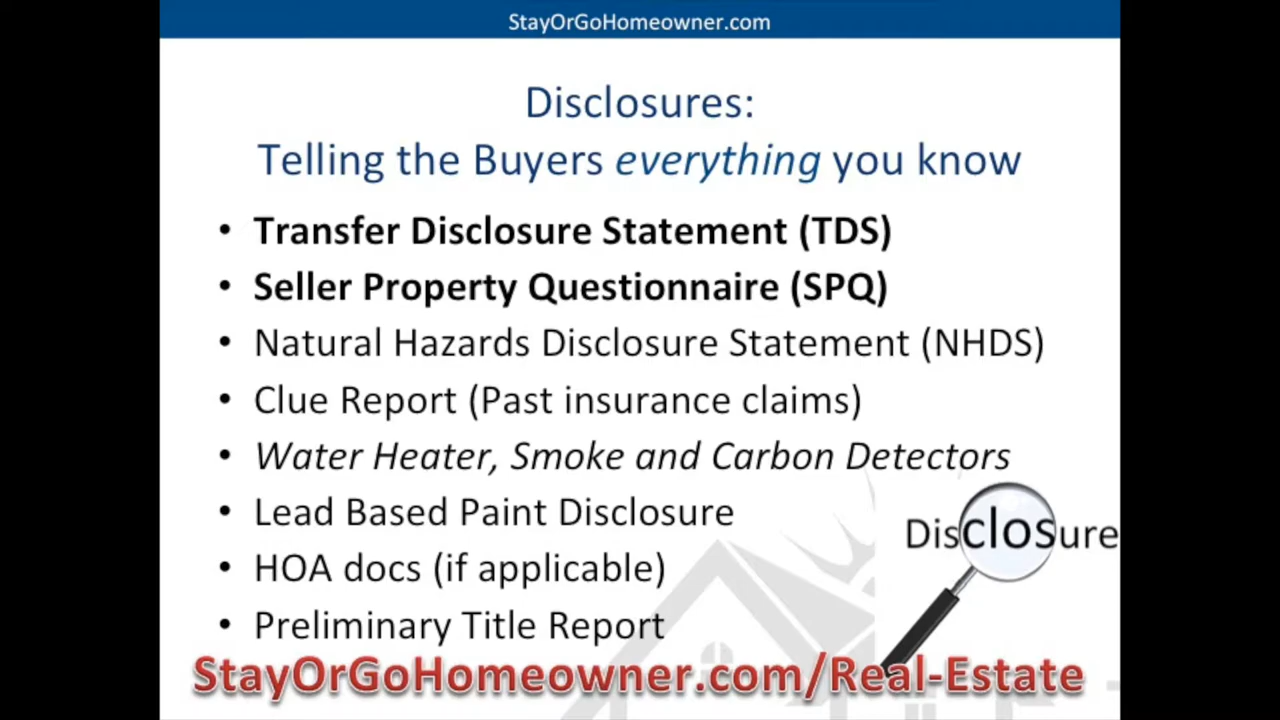 StayOrGoHomeowner.com
Disclosures:
Telling the Buyers everything you know
• Transfer Disclosure Statement (TDS)
• Seller Property Questionnaire (SPQ)
• Natural Hazards Disclosure Statement (NHDS)
• Clue Report (Past insurance claims)
• Water Heater, Smoke and Carbon Detectors
• Lead Based Paint Disclosure
• HOA docs (if applicable)
• Preliminary Title Report
Disclosure
StayOrGoHomeowner.com/Real-Estate